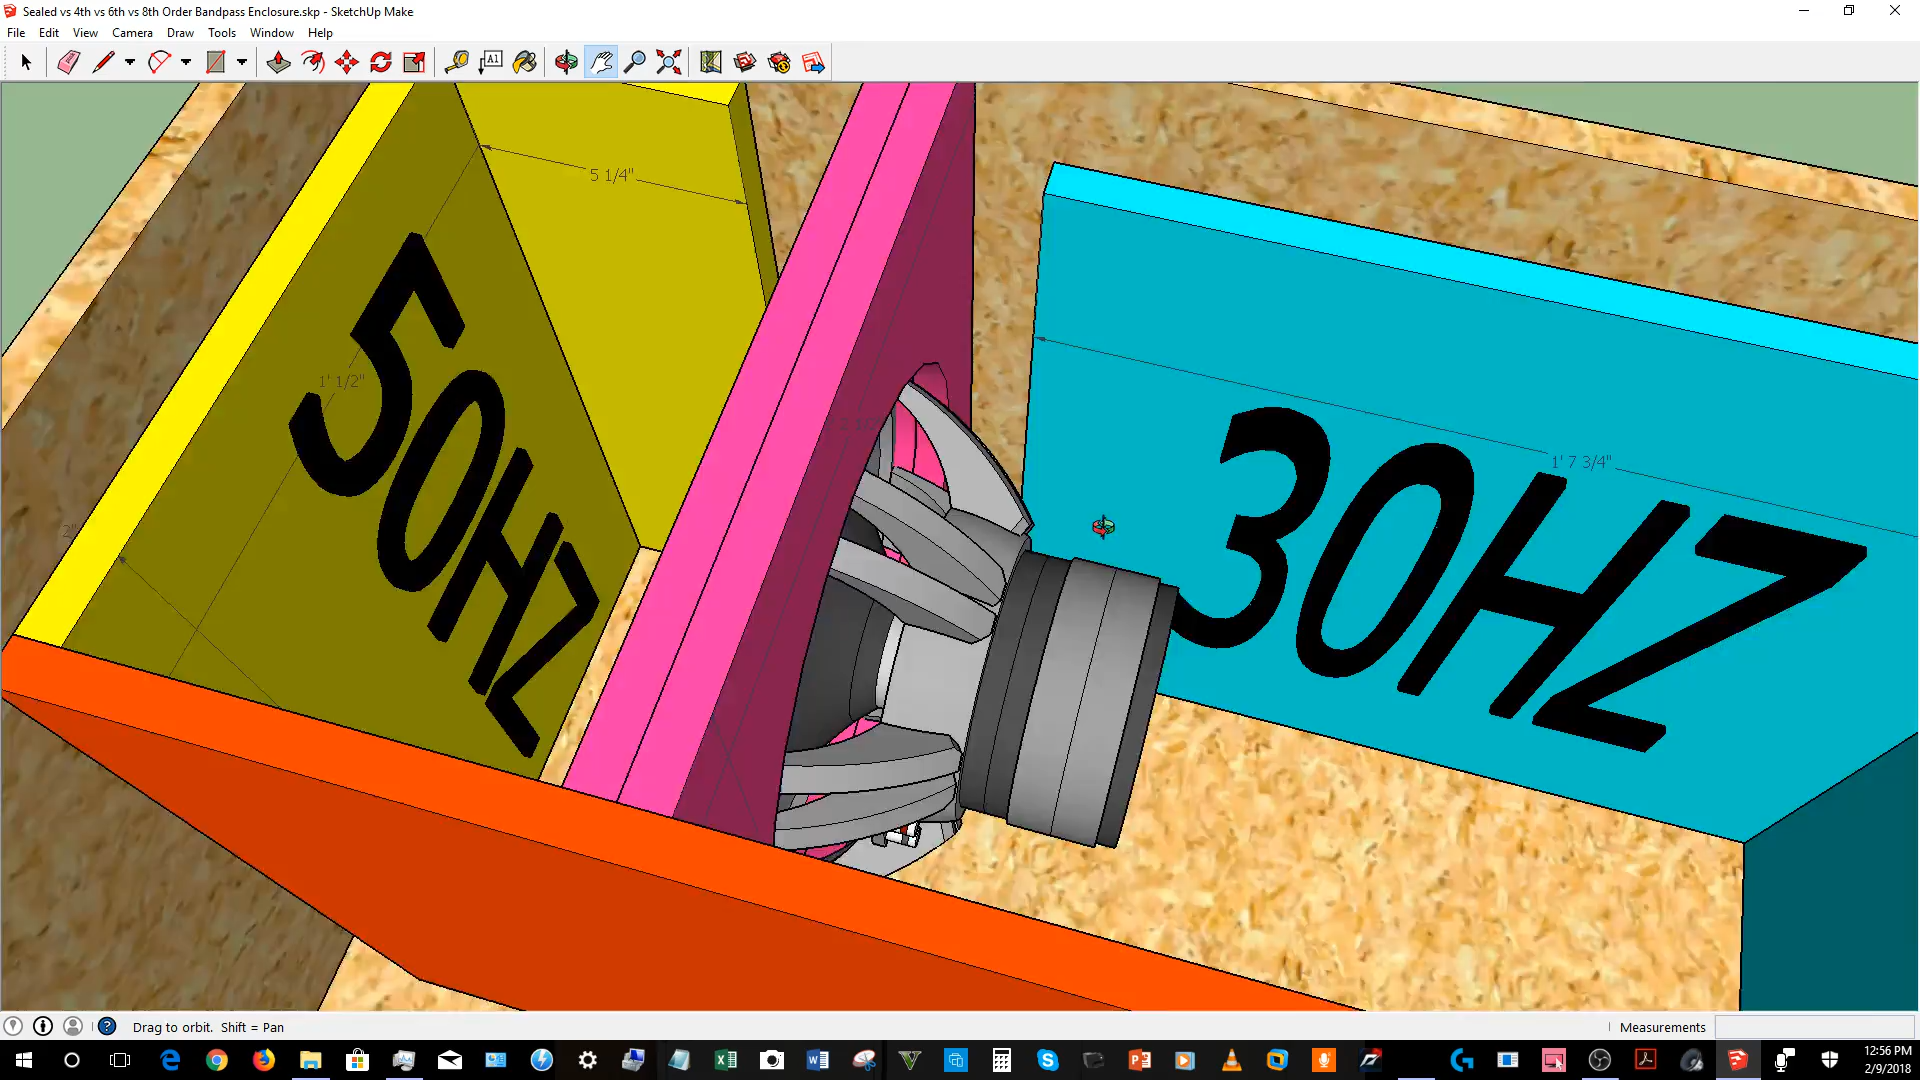 Sealed vs 4th vs 6th vs 8th Order Bandpass Enclosure.skp - SketchUp Make
File Edit View Camera Draw Tools Window Help
A1
5 1/4"
50HZ
1' 1/2"
2"
30HZ
1' 7 3/4"
Drag to orbit. Shift = Pan
Measurements
12:56 PM
2/9/2018